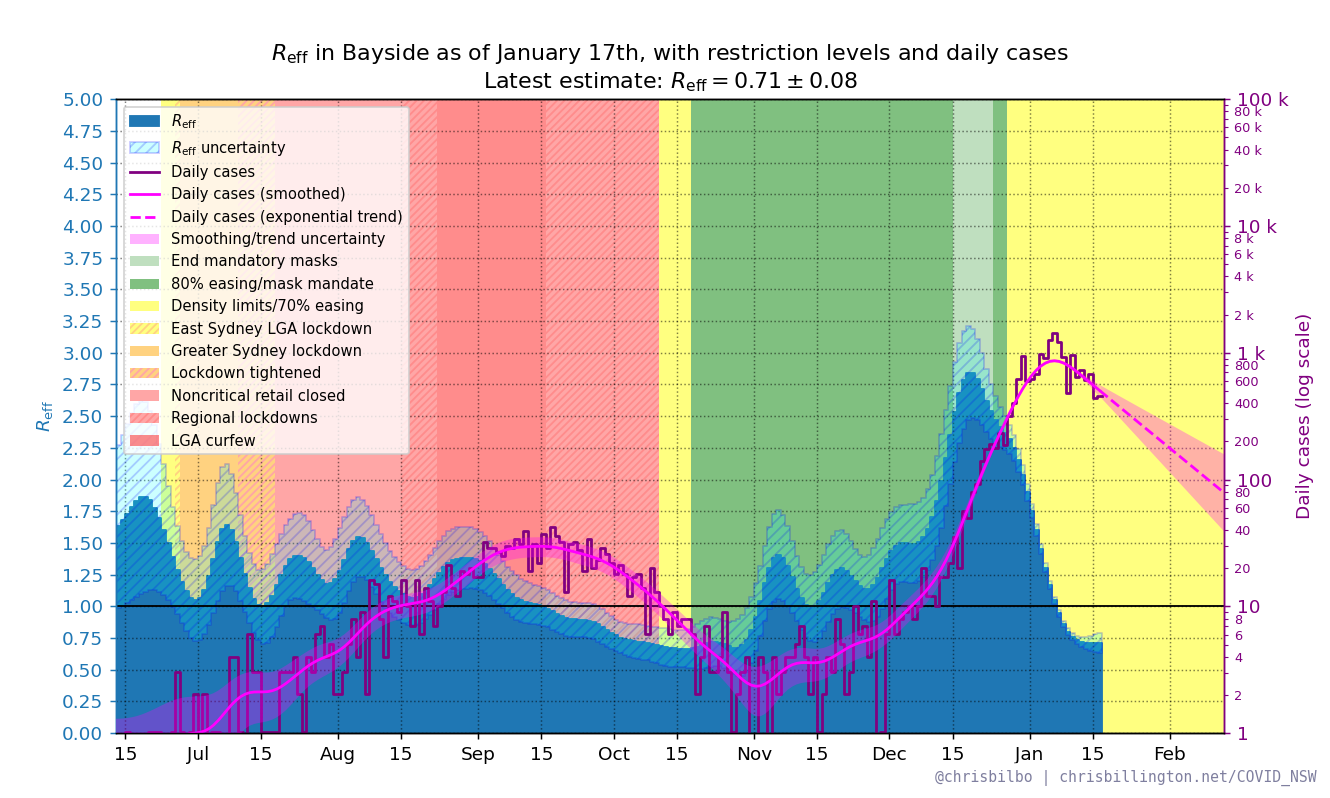 Reff in Bayside as of January 17th, with restriction levels and daily cases
Latest estimate: Reff = 0.71 ± 0.08
Reff
Reff uncertainty
Daily cases
Daily cases (smoothed)
Daily cases (exponential trend)
Smoothing/trend uncertainty
End mandatory masks
80% easing/mask mandate
Density limits/70% easing
East Sydney LGA lockdown
Greater Sydney lockdown
Lockdown tightened
Noncritical retail closed
Regional lockdowns
LGA curfew
Reff
5.00
4.75
4.50
4.25
4.00
3.75
3.50
3.25
3.00
2.75
2.50
2.25
2.00
1.75
1.50
1.25
1.00
0.75
0.50
0.25
0.00
15 Jul 15 Aug 15 Sep 15 Oct 15 Nov 15 Dec 15 Jan 15 Feb
100 k
80 k
60 k
40 k
20 k
10 k
8 k
6 k
4 k
2 k
1 k
800
600
400
200
100
80
60
40
20
10
8
6
4
2
1
Daily cases (log scale)
@chrisbilbo | chrisbillington.net/COVID_NSW